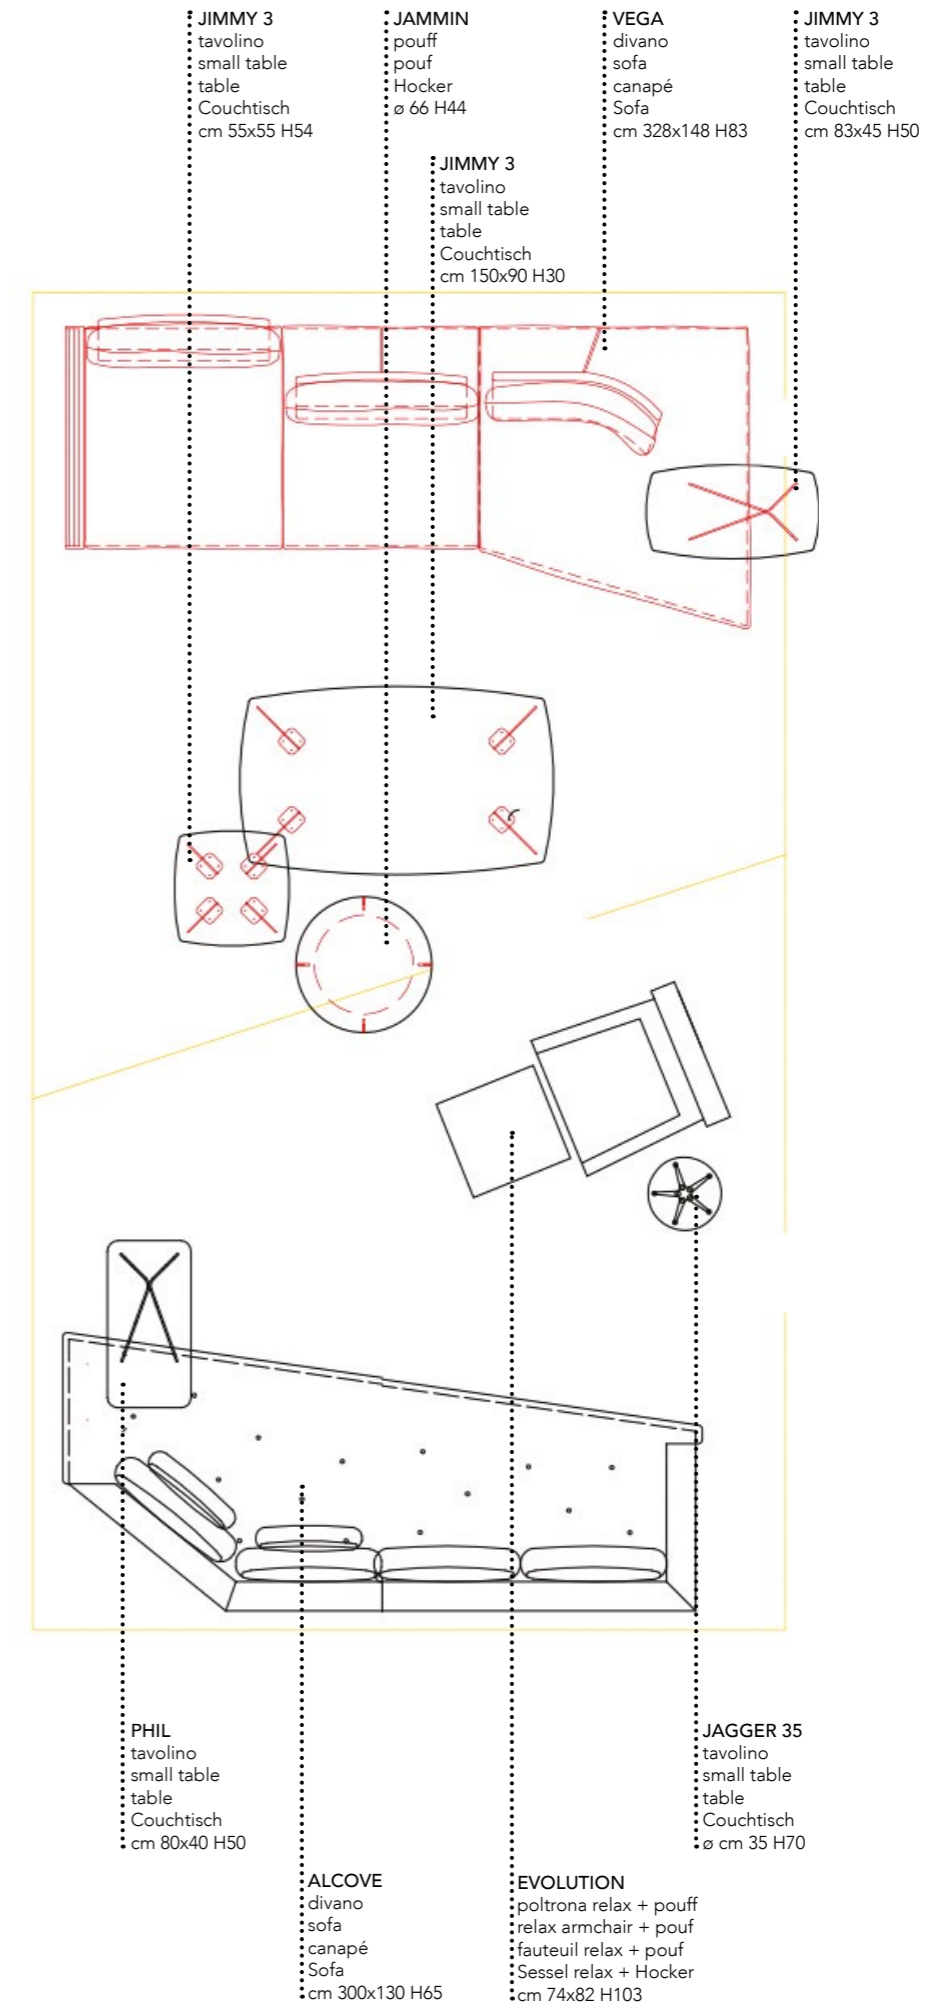 JIMMY 3
tavolino
small table
table
Couchtisch
cm 55x55 H54
JAMMIN
pouff
pouf
Hocker
ø 66 H44
VEGA
divano
sofa
canapé
Sofa
cm 328x148 H83
JIMMY 3
tavolino
small table
table
Couchtisch
cm 83x45 H50
JIMMY 3
tavolino
small table
table
Couchtisch
cm 150x90 H30
PHIL
tavolino
small table
table
Couchtisch
cm 80x40 H50
JAGGER 35
tavolino
small table
table
Couchtisch
ø cm 35 H70
ALCOVE
divano
sofa
canapé
Sofa
cm 300x130 H65
EVOLUTION
poltrona relax + pouff
relax armchair + pouf
fauteuil relax + pouf
Sessel relax + Hocker
cm 74x82 H103